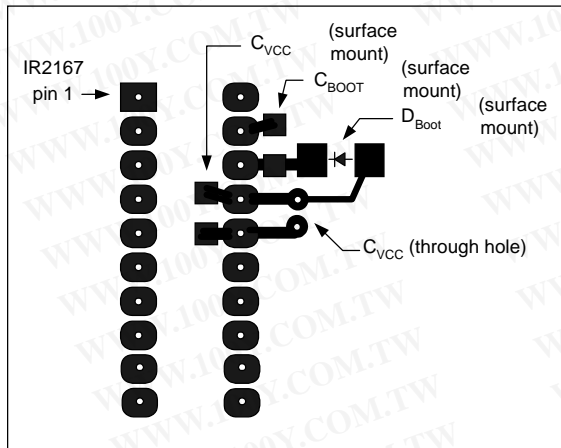 C_VCC (surface mount)
IR2167 pin 1
C_BOOT (surface mount)
D_Boot (surface mount)
C_VCC (through hole)
WWW.100Y.COM.TW